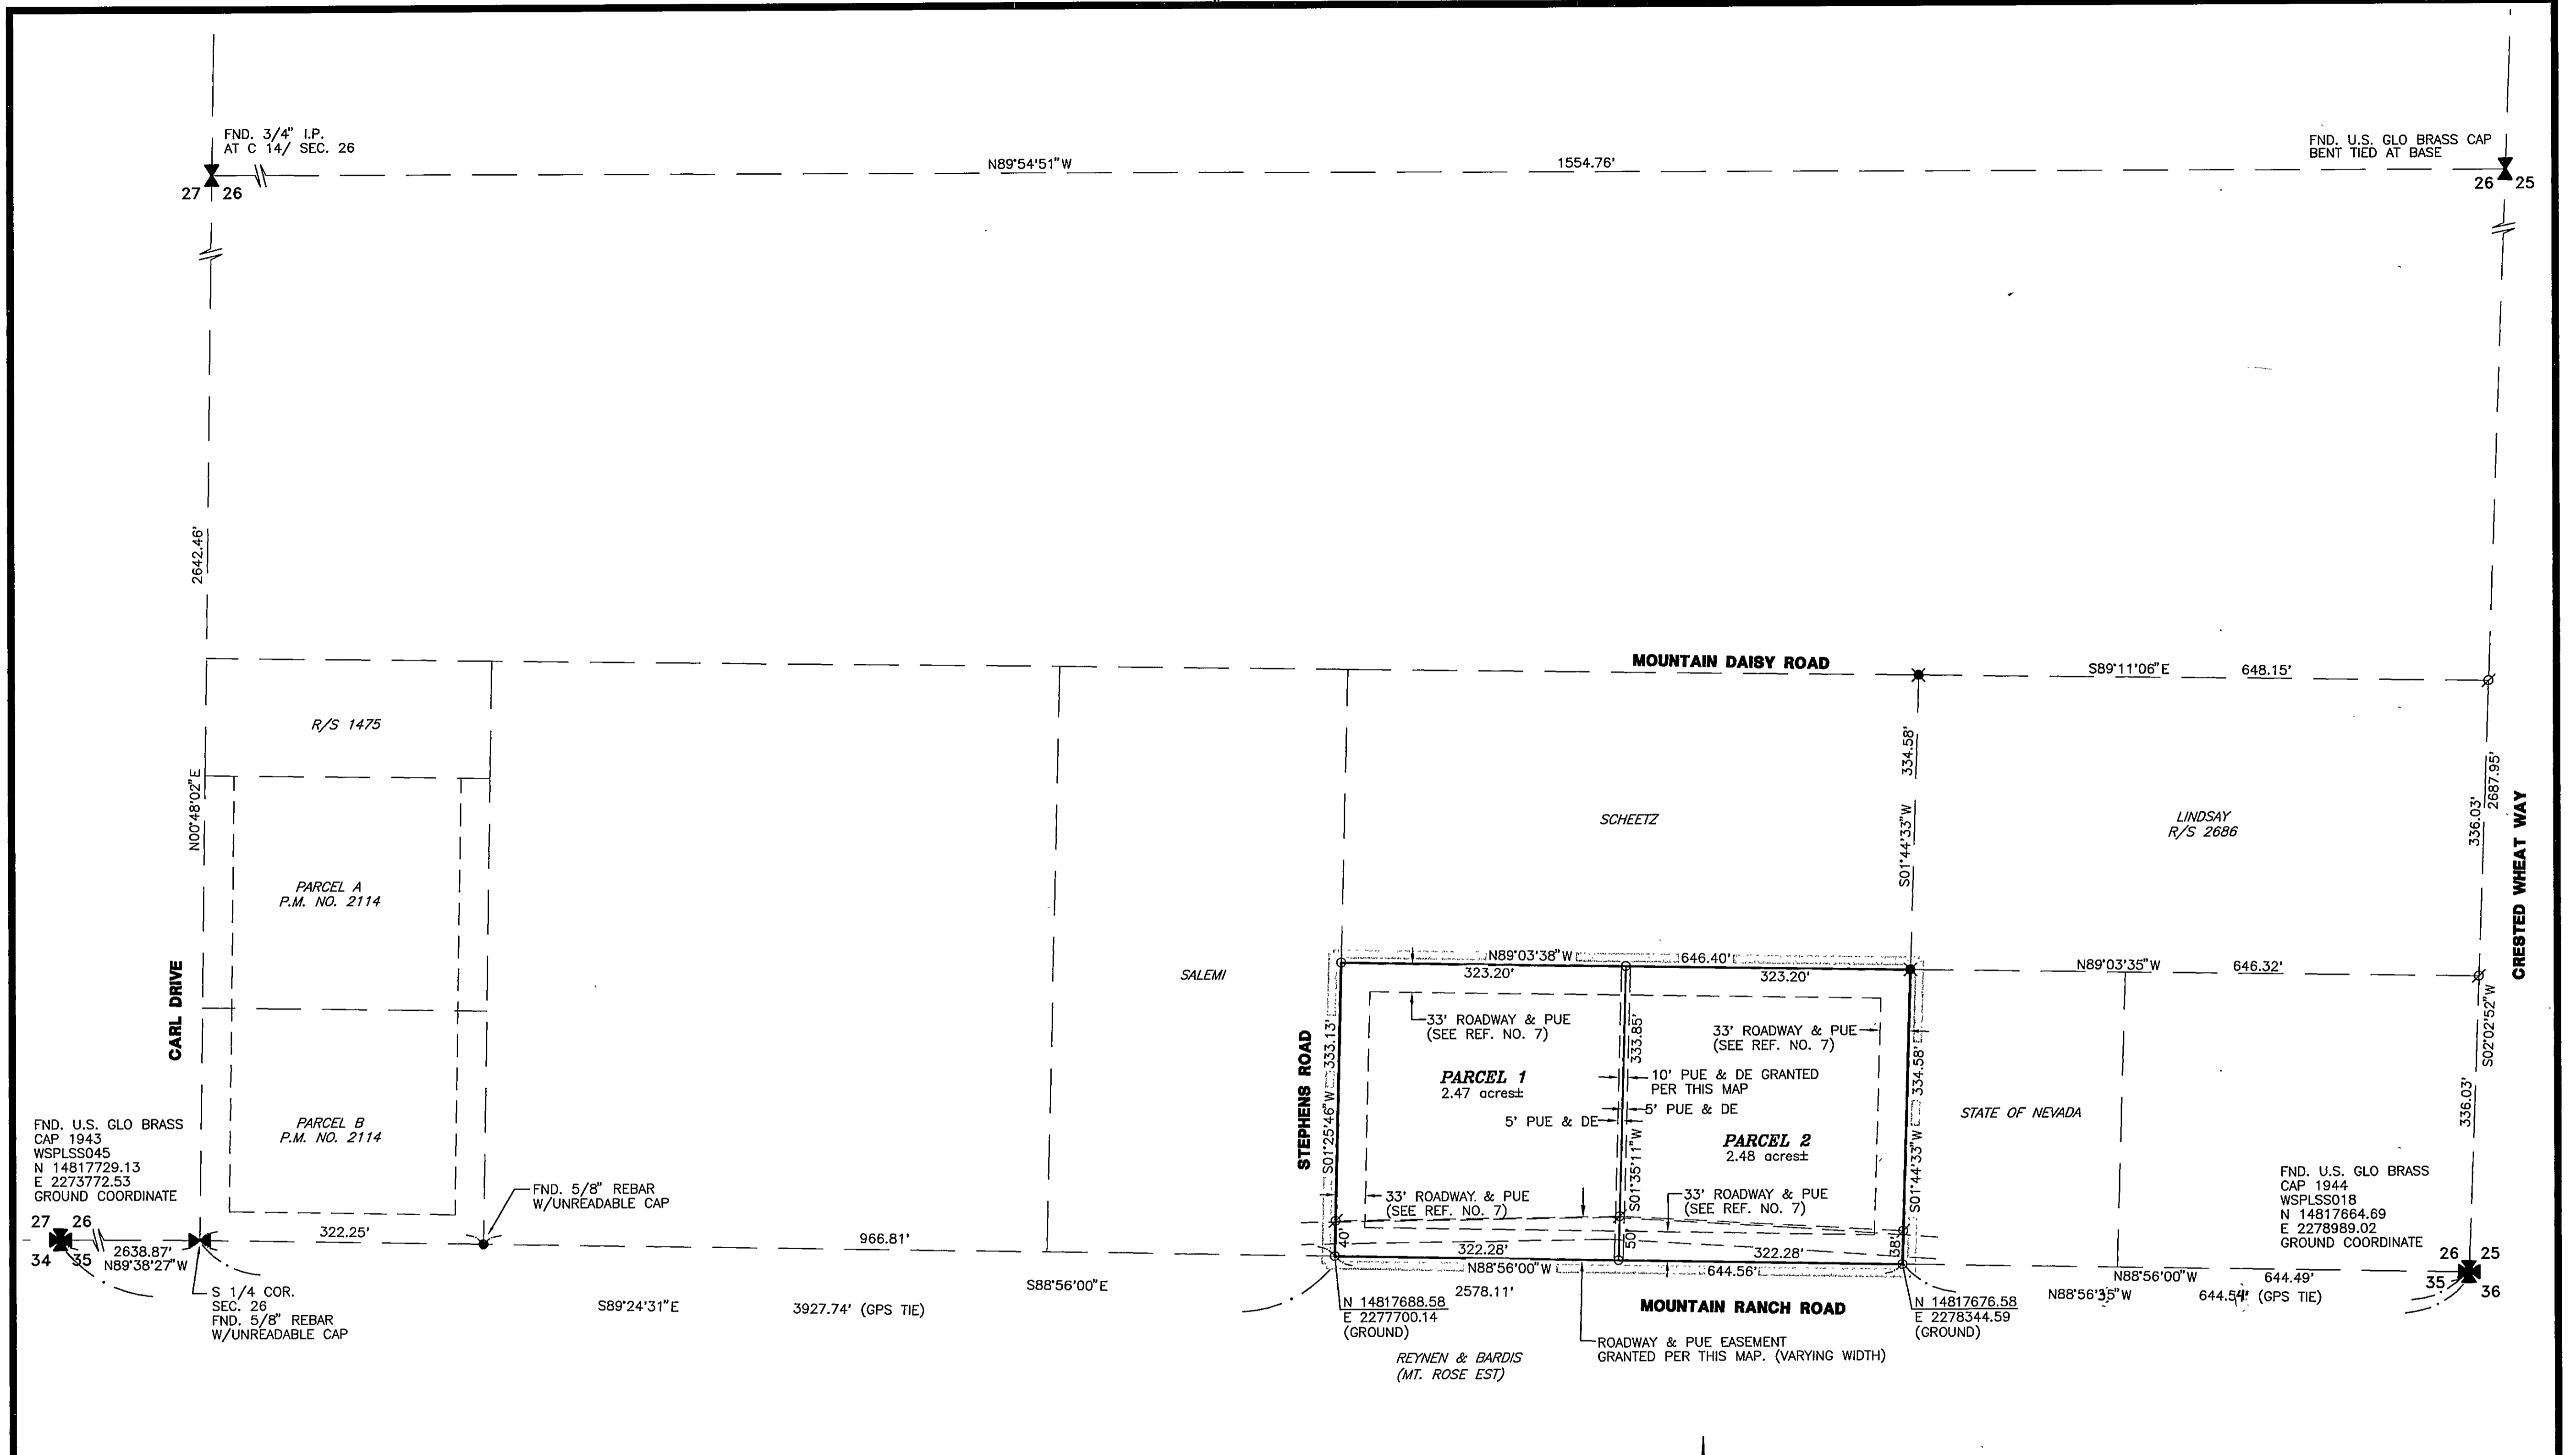 FND. 3/4" I.P.
AT C 14/ SEC. 26
27 26
N89°54'51"W 1554.76'
FND. U.S. GLO BRASS CAP
BENT TIED AT BASE
26 25
2642.46'
N00°48'02"E
CARL DRIVE
R/S 1475
PARCEL A
P.M. NO. 2114
PARCEL B
P.M. NO. 2114
MOUNTAIN DAISY ROAD
S89°11'06"E 648.15'
334.58'
S01°44'33"W
SCHEETZ
LINDSAY
R/S 2686
336.03'
2687.95'
CRESTED WHEAT WAY
SALEMI
N89°03'38"W 646.40'
323.20' 323.20'
N89°03'35"W 646.32'
33' ROADWAY & PUE
(SEE REF. NO. 7)
33' ROADWAY & PUE
(SEE REF. NO. 7)
STEPHENS ROAD
S01°25'46"W 333.13'
PARCEL 1
2.47 acres±
333.85'
S01°35'11"W
10' PUE & DE GRANTED
PER THIS MAP
5' PUE & DE
5' PUE & DE
PARCEL 2
2.48 acres±
334.58'
S01°44'33"W
STATE OF NEVADA
S02°02'52"W
336.03'
33' ROADWAY. & PUE
(SEE REF. NO. 7)
33' ROADWAY & PUE
(SEE REF. NO. 7)
FND. U.S. GLO BRASS
CAP 1943
WSPLSS045
N 14817729.13
E 2273772.53
GROUND COORDINATE
27 26
34 35
2638.87'
N89°38'27"W
FND. 5/8" REBAR
W/UNREADABLE CAP
322.25'
966.81'
S 1/4 COR.
SEC. 26
FND. 5/8" REBAR
W/UNREADABLE CAP
S89°24'31"E 3927.74' (GPS TIE)
S88°56'00"E
40' 50' 38'
322.28' 322.28'
N88°56'00"W 644.56'
2578.11'
N 14817688.58
E 2277700.14
(GROUND)
MOUNTAIN RANCH ROAD
N 14817676.58
E 2278344.59
(GROUND)
ROADWAY & PUE EASEMENT
GRANTED PER THIS MAP. (VARYING WIDTH)
REYNEN & BARDIS
(MT. ROSE EST)
FND. U.S. GLO BRASS
CAP 1944
WSPLSS018
N 14817664.69
E 2278989.02
GROUND COORDINATE
26 25
35 36
N88°56'00"W 644.49'
N88°56'35"W 644.54' (GPS TIE)